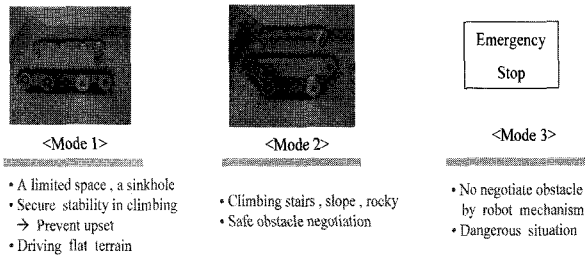 Emergency
Stop
<Mode 1>
<Mode 2>
<Mode 3>
• A limited space , a sinkhole
• Secure stability in climbing
→ Prevent upset
• Driving flat terrain
• Climbing stairs , slope , rocky
• Safe obstacle negotiation
• No negotiate obstacle
by robot mechanism
• Dangerous situation